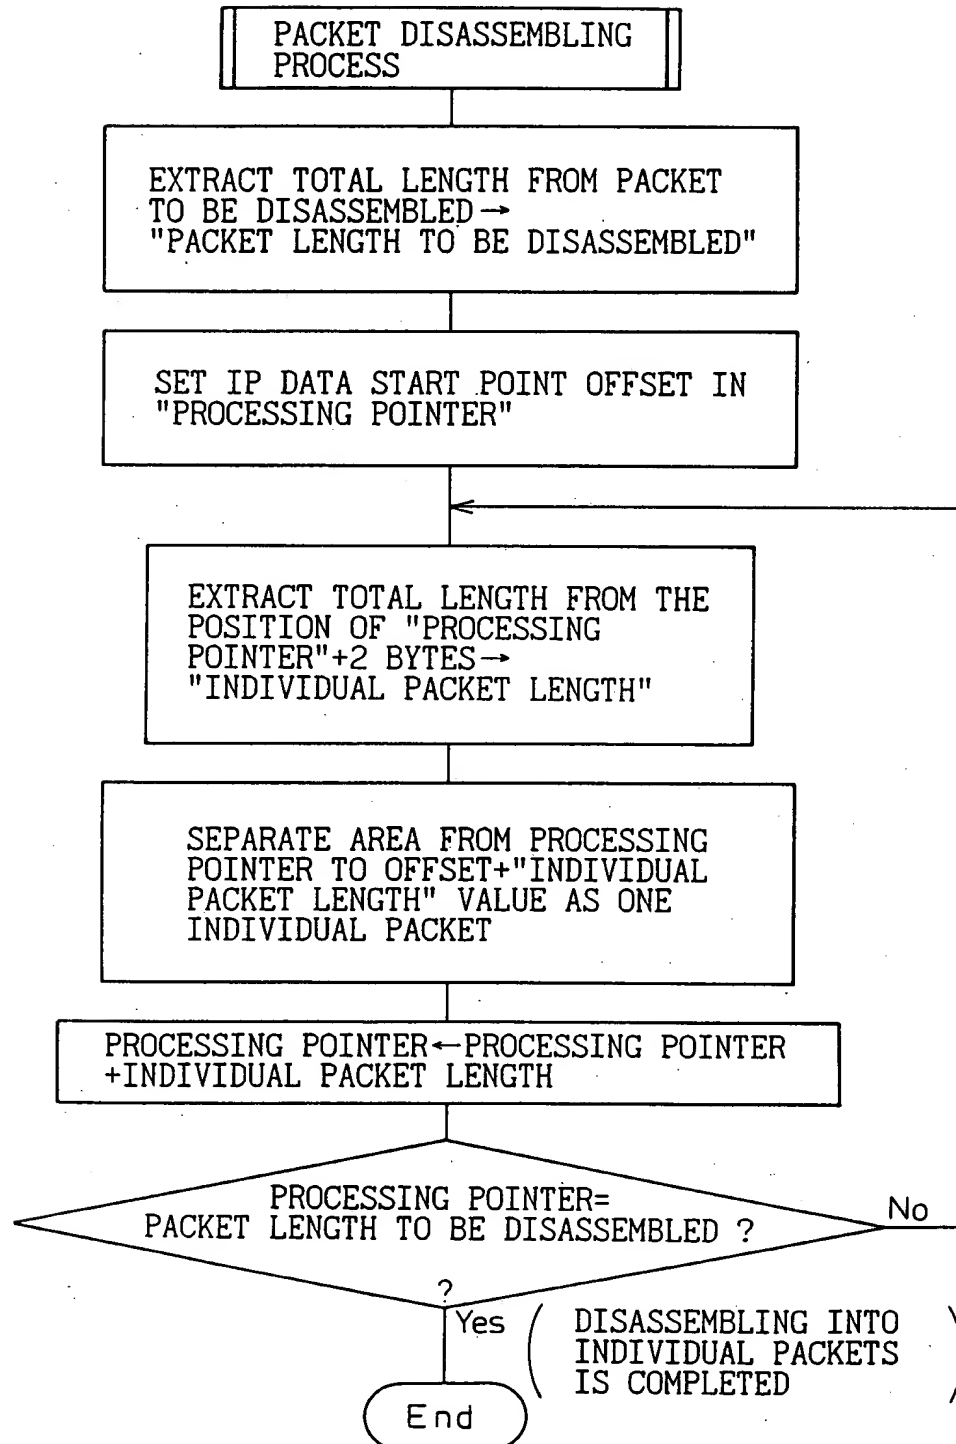 PACKET DISASSEMBLING
PROCESS
EXTRACT TOTAL LENGTH FROM PACKET
TO BE DISASSEMBLED→
"PACKET LENGTH TO BE DISASSEMBLED"
SET IP DATA START POINT OFFSET IN
"PROCESSING POINTER"
EXTRACT TOTAL LENGTH FROM THE
POSITION OF "PROCESSING
POINTER"+2 BYTES→
"INDIVIDUAL PACKET LENGTH"
SEPARATE AREA FROM PROCESSING
POINTER TO OFFSET+"INDIVIDUAL
PACKET LENGTH" VALUE AS ONE
INDIVIDUAL PACKET
PROCESSING POINTER←PROCESSING POINTER
+INDIVIDUAL PACKET LENGTH
PROCESSING POINTER=
PACKET LENGTH TO BE DISASSEMBLED ?
?
No
Yes
(DISASSEMBLING INTO
INDIVIDUAL PACKETS
IS COMPLETED)
End